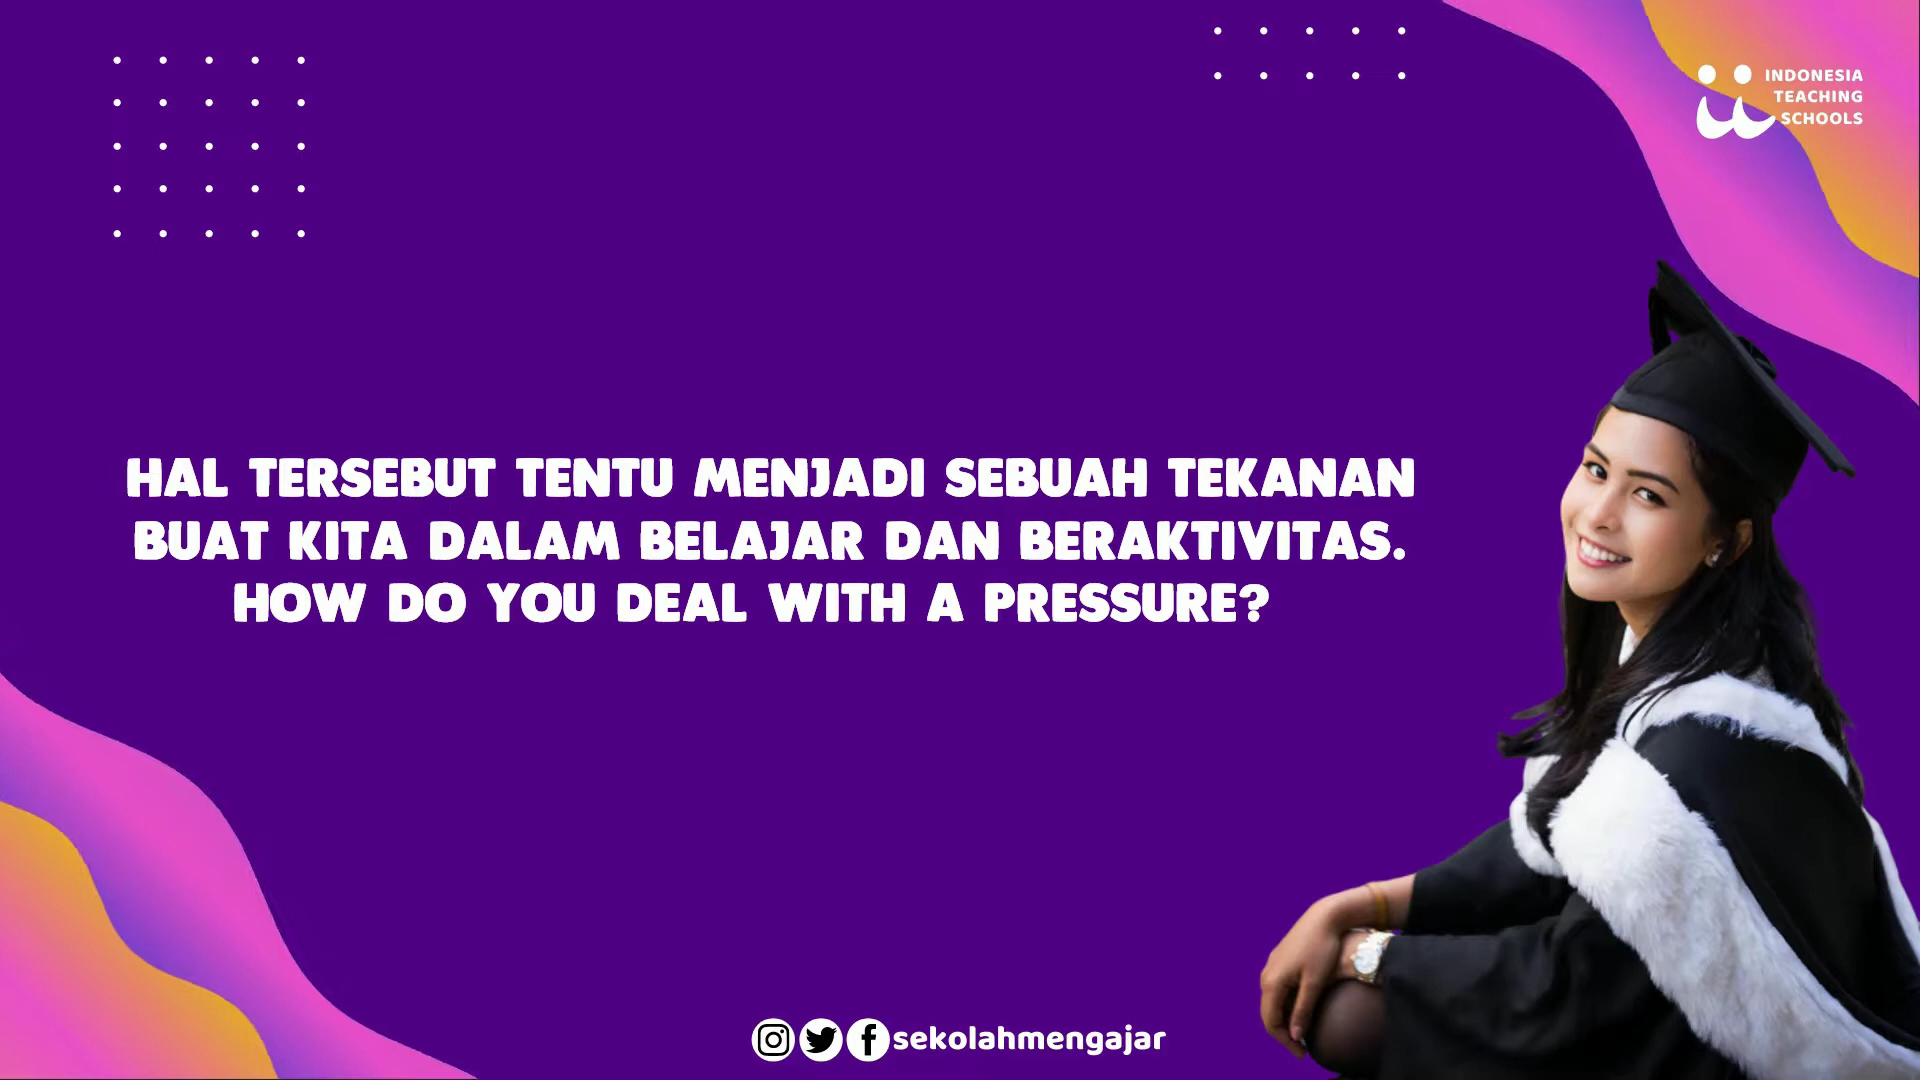 INDONESIA
TEACHING
SCHOOLS
HAL TERSEBUT TENTU MENJADI SEBUAH TEKANAN
BUAT KITA DALAM BELAJAR DAN BERAKTIVITAS.
HOW DO YOU DEAL WITH A PRESSURE?
sekolahmengajar